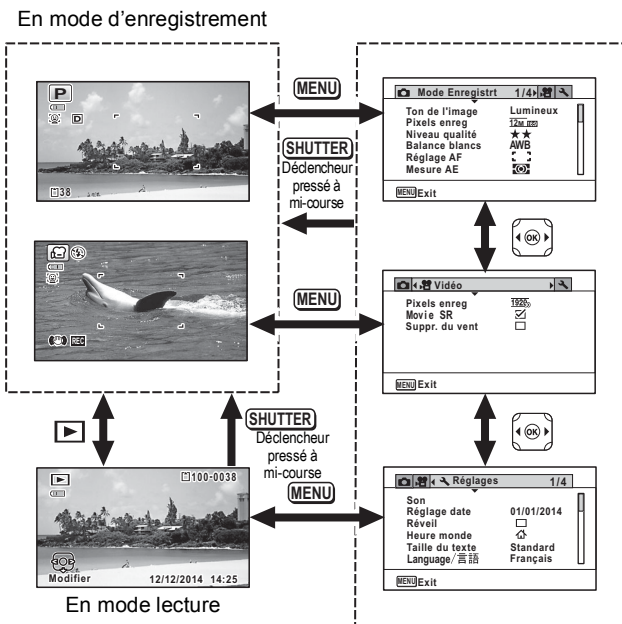 En mode d'enregistrement
P
D
38
MENU
SHUTTER
Déclencheur
pressé à
mi-course
Mode Enregistrt 1/4
Ton de l'image Lumineux
Pixels enreg 12M
Niveau qualité ★★
Balance blancs AWB
Réglage AF
Mesure AE
MENU Exit
OK
REC
MENU
Vidéo
Pixels enreg 1920
Movie SR ☑
Suppr. du vent ☐
MENU Exit
OK
SHUTTER
Déclencheur
pressé à
mi-course
MENU
100-0038
Modifier 12/12/2014 14:25
En mode lecture
Réglages 1/4
Son
Réglage date 01/01/2014
Réveil ☐
Heure monde
Taille du texte Standard
Language/言語 Français
MENU Exit